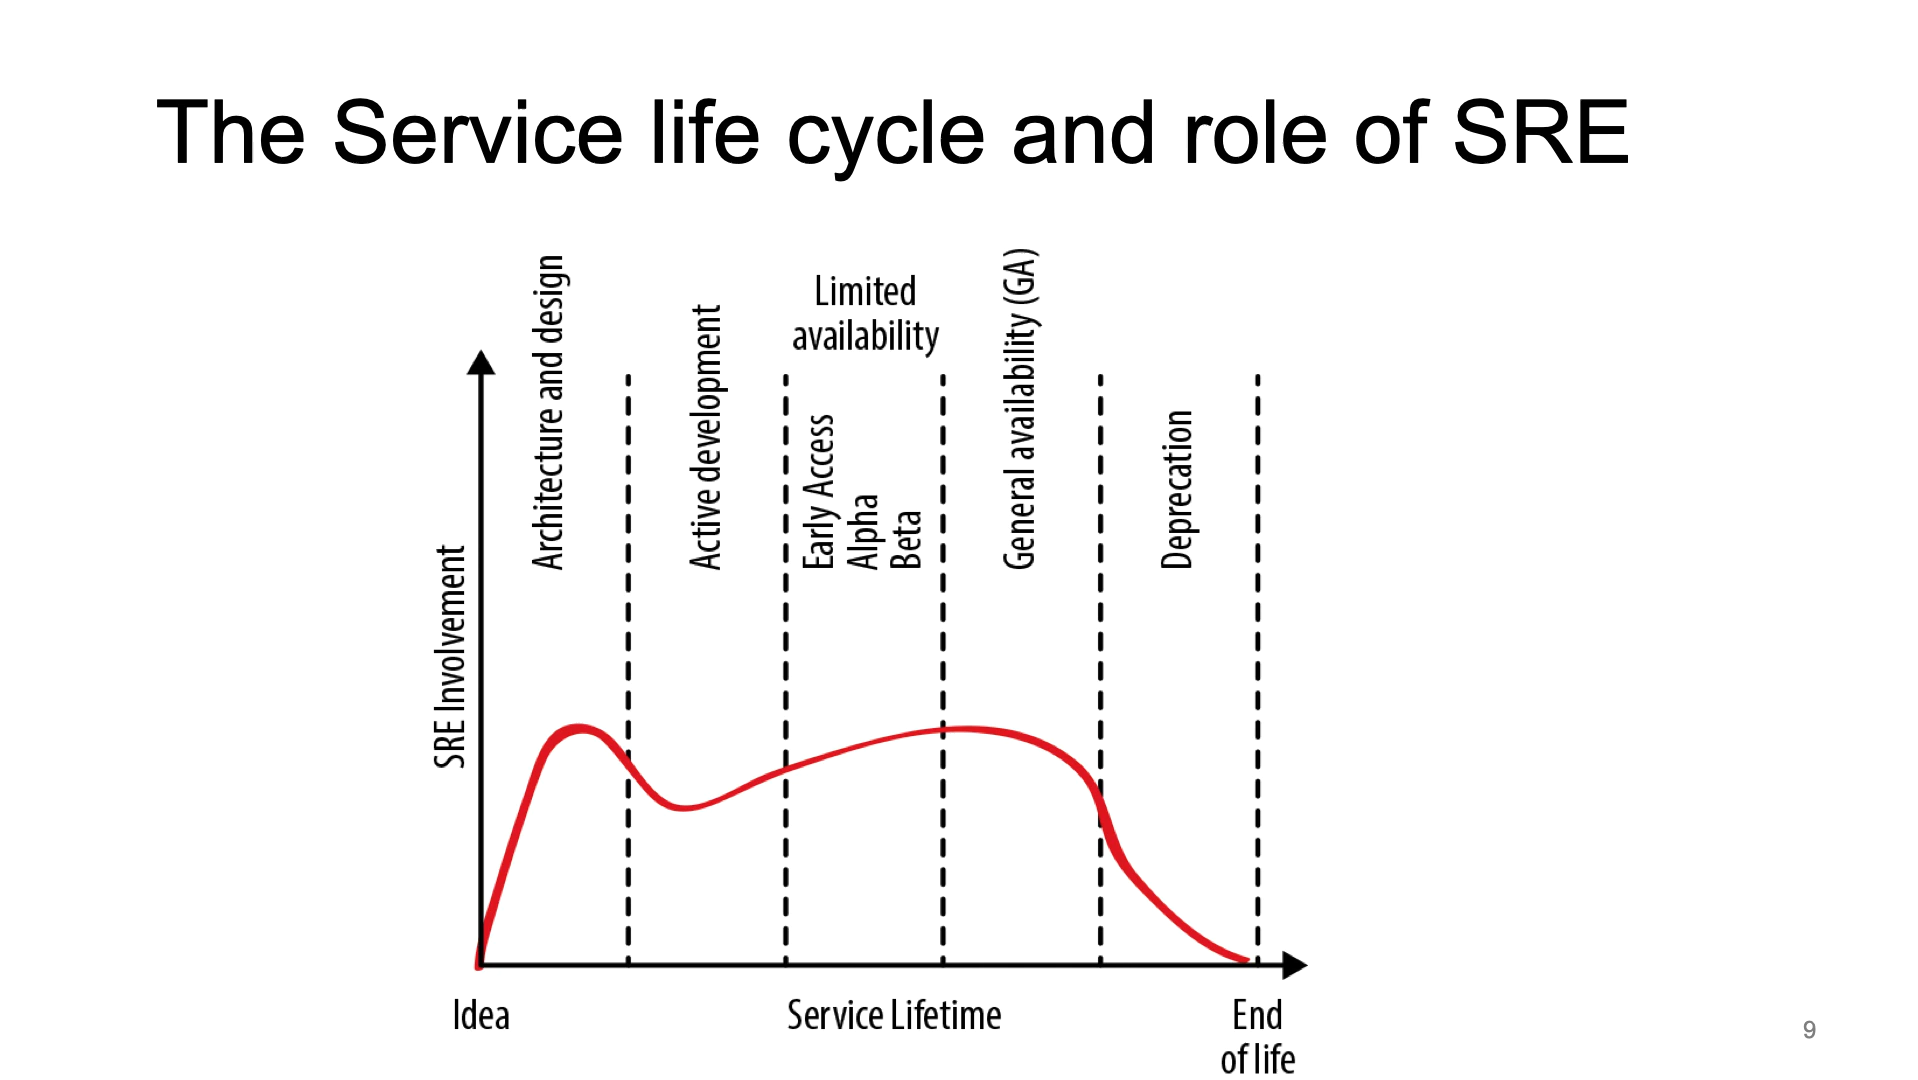 The Service life cycle and role of SRE
Architecture and design
Active development
Limited
availability
Early Access
Alpha
Beta
General availability (GA)
Deprecation
SRE Involvement
Idea
Service Lifetime
End
of life
9